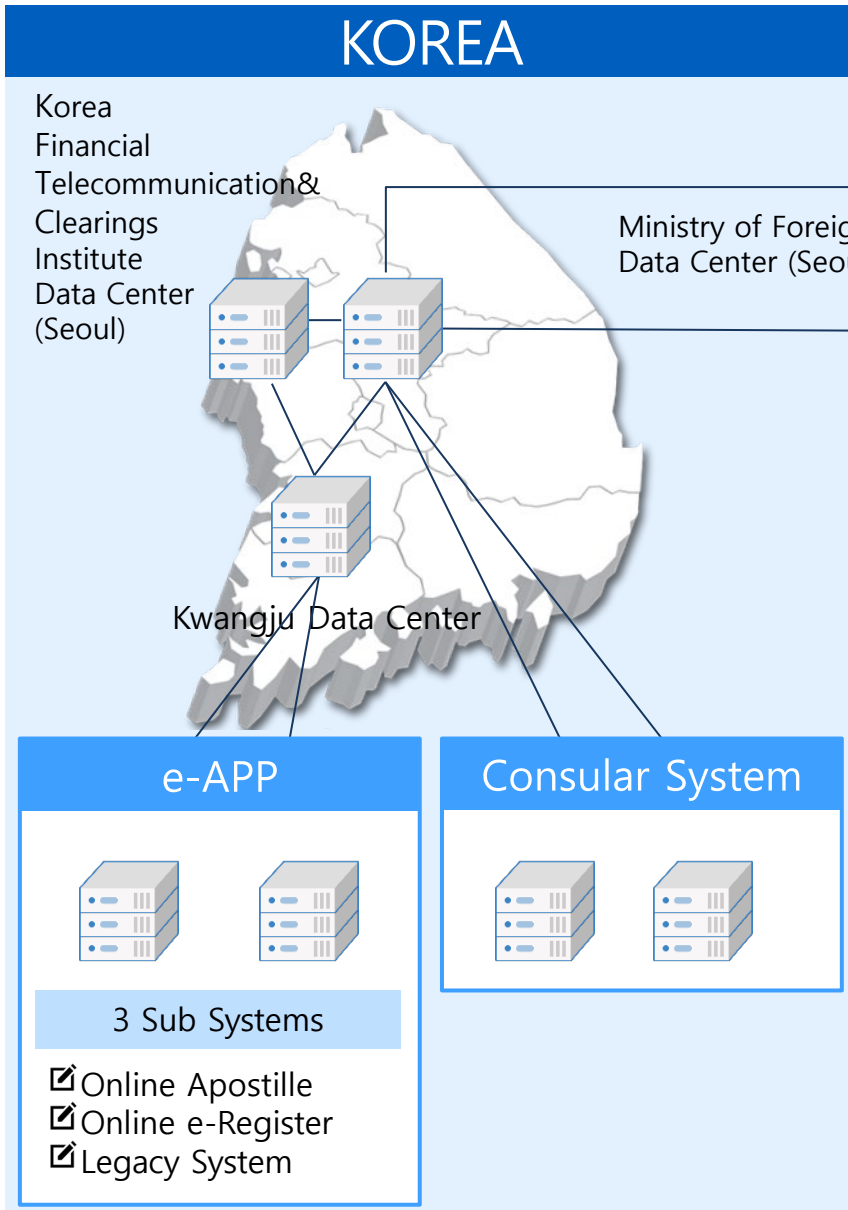 KOREA
Korea
Financial
Telecommunication&
Clearings
Institute
Data Center
(Seoul)
Ministry of
Data Center
Kwangju Data Center
e-APP
Consular System
3 Sub Systems
Online Apostille
Online e-Register
Legacy System